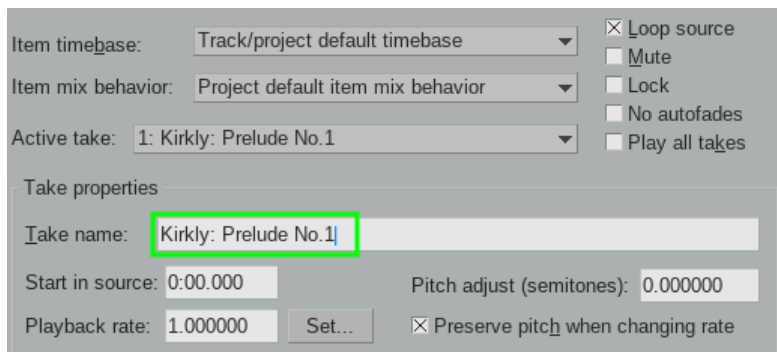 Item timebase: Track/project default timebase
Loop source
Mute
Item mix behavior: Project default item mix behavior
Lock
No autofades
Active take: 1: Kirkly: Prelude No.1
Play all takes
Take properties
Take name: Kirkly: Prelude No.1
Start in source: 0:00.000 Pitch adjust (semitones): 0.000000
Playback rate: 1.000000 Set... Preserve pitch when changing rate